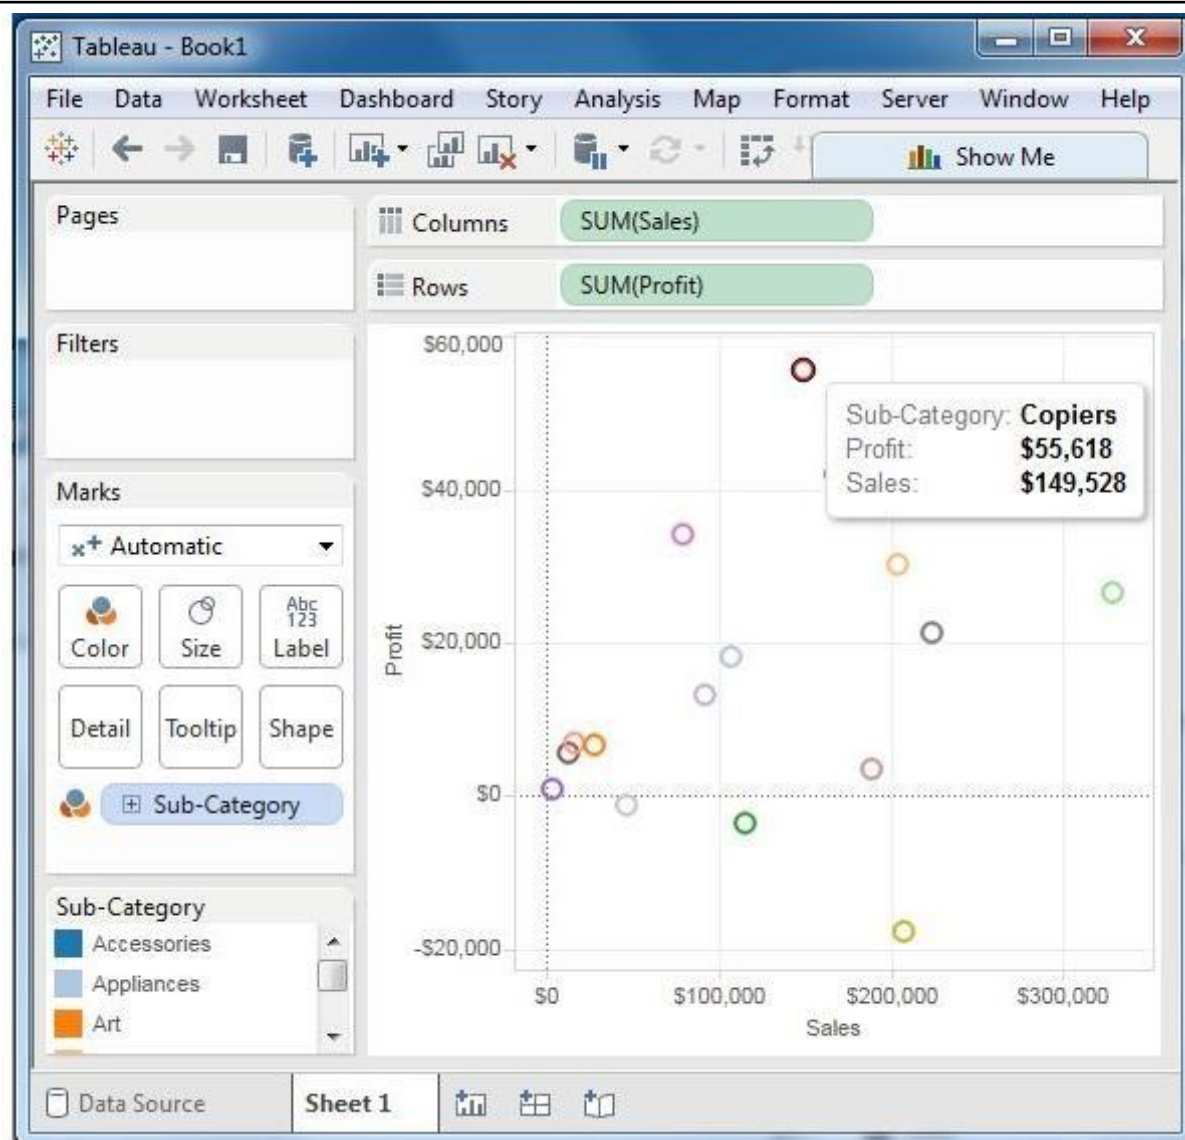 Tableau - Book1
File Data Worksheet Dashboard Story Analysis Map Format Server Window Help
Show Me
Pages
Columns SUM(Sales)
Rows SUM(Profit)
Filters
Marks
Automatic
Color Size Abc 123 Label
Detail Tooltip Shape
Sub-Category
Sub-Category
Accessories
Appliances
Art
$60,000
Sub-Category: Copiers
Profit: $55,618
Sales: $149,528
$40,000
$20,000
Profit
$0
-$20,000
$0 $100,000 $200,000 $300,000
Sales
Data Source Sheet 1